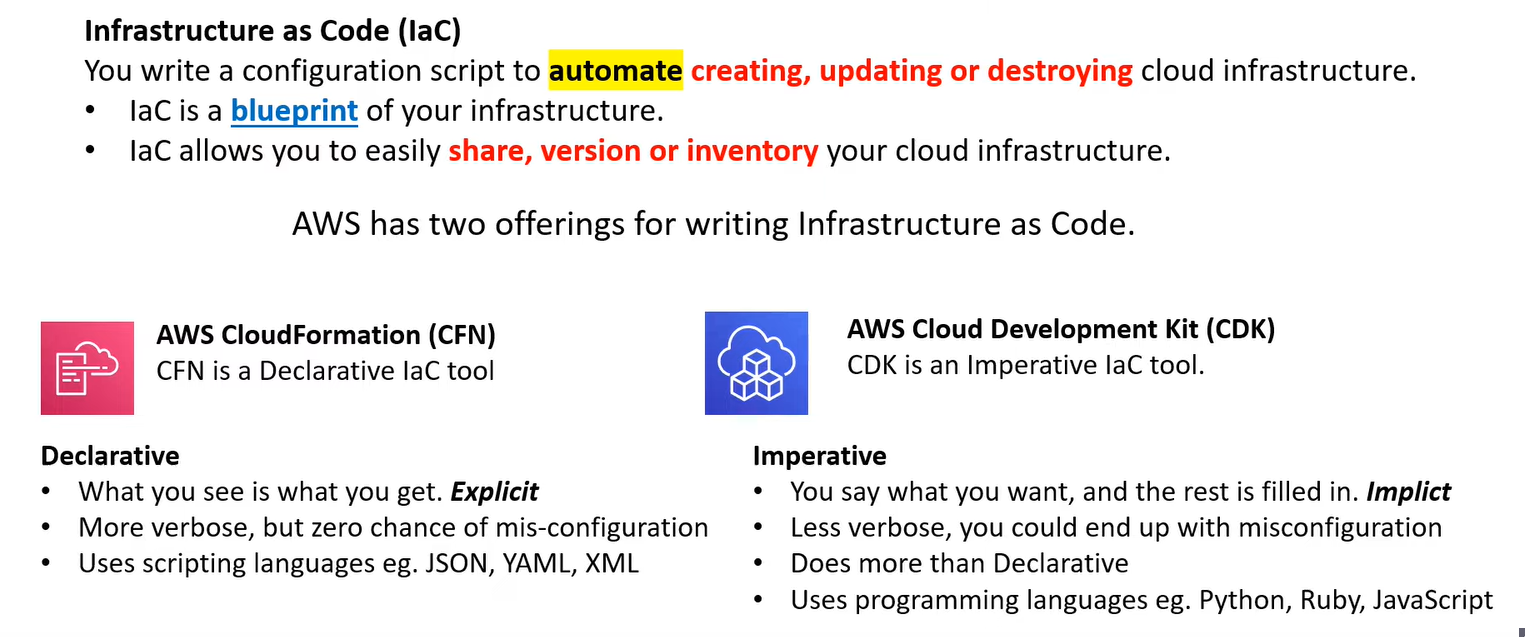 Infrastructure as Code (IaC)
You write a configuration script to automate creating, updating or destroying cloud infrastructure.
• IaC is a blueprint of your infrastructure.
• IaC allows you to easily share, version or inventory your cloud infrastructure.
AWS has two offerings for writing Infrastructure as Code.
AWS CloudFormation (CFN)
CFN is a Declarative IaC tool
Declarative
• What you see is what you get. Explicit
• More verbose, but zero chance of mis-configuration
• Uses scripting languages eg. JSON, YAML, XML
AWS Cloud Development Kit (CDK)
CDK is an Imperative IaC tool.
Imperative
• You say what you want, and the rest is filled in. Implict
• Less verbose, you could end up with misconfiguration
• Does more than Declarative
• Uses programming languages eg. Python, Ruby, JavaScript